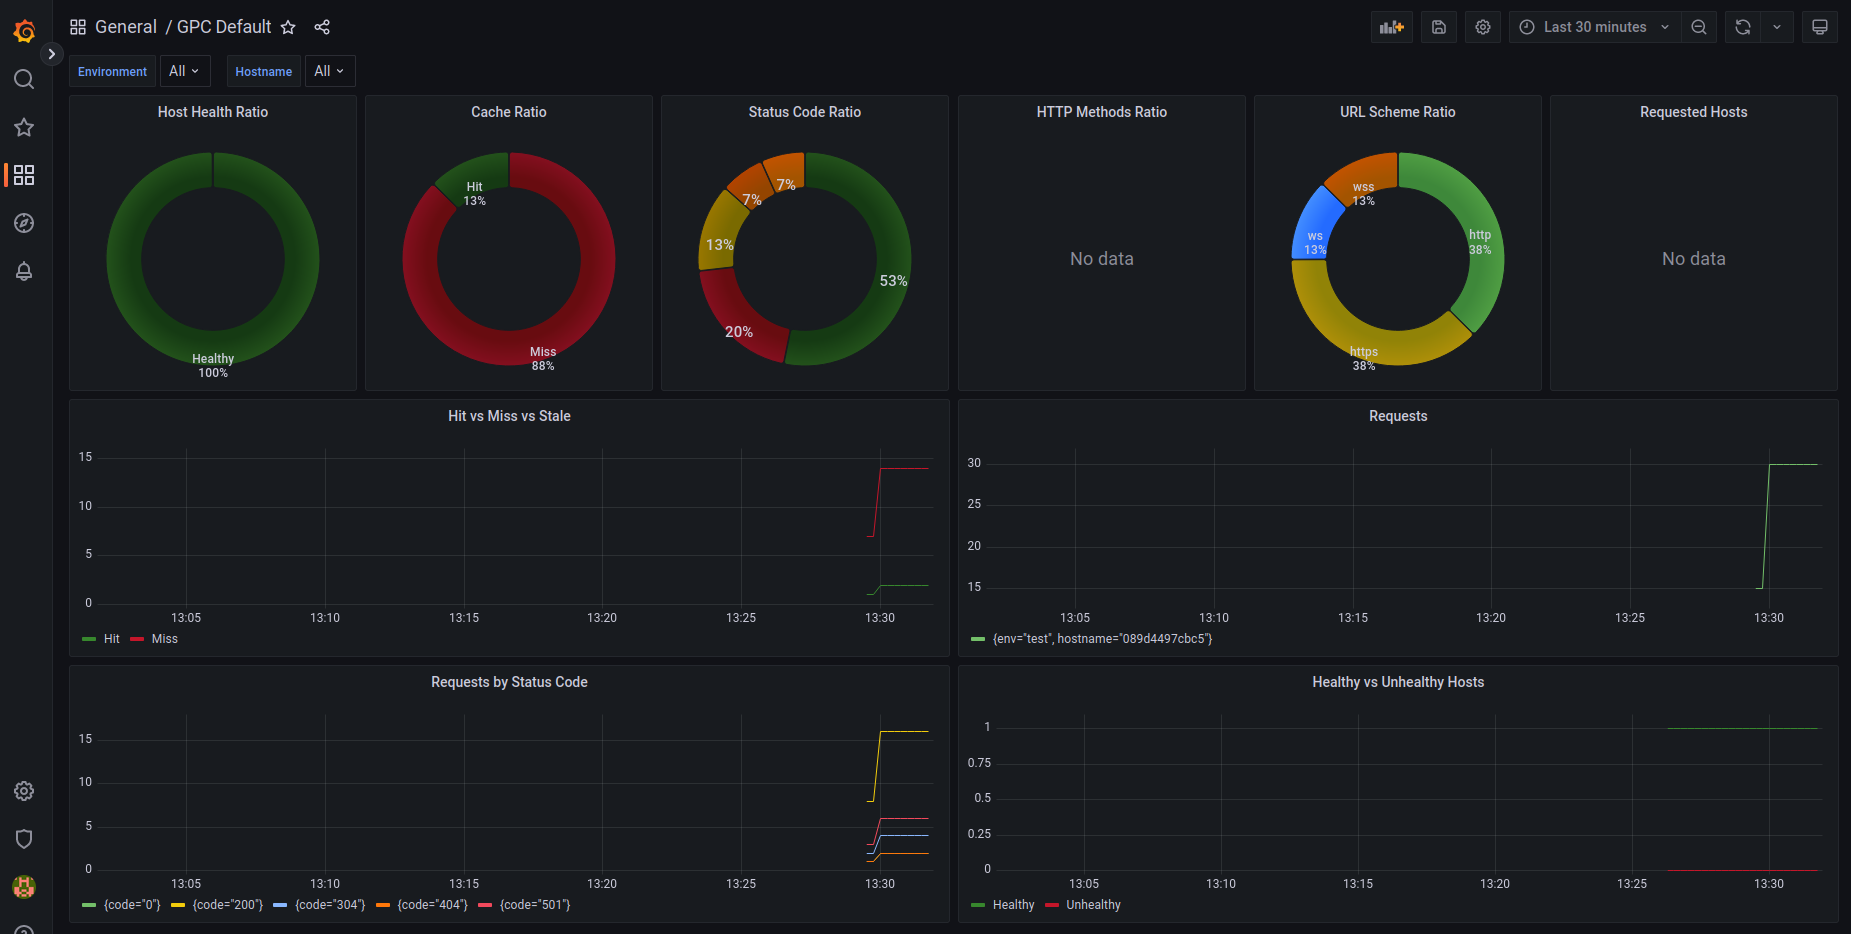 General / GPC Default
Last 30 minutes
Environment All Hostname All
Host Health Ratio
Healthy
100%
Cache Ratio
Hit
13%
Miss
88%
Status Code Ratio
7%
7%
13%
53%
20%
HTTP Methods Ratio
No data
URL Scheme Ratio
wss
13%
http
38%
ws
13%
https
38%
Requested Hosts
No data
Hit vs Miss vs Stale
15
10
5
0
13:05 13:10 13:15 13:20 13:25 13:30
Hit Miss
Requests
30
25
20
15
13:05 13:10 13:15 13:20 13:25 13:30
{env="test", hostname="089d4497cbc5"}
Requests by Status Code
15
10
5
0
13:05 13:10 13:15 13:20 13:25 13:30
{code="0"} {code="200"} {code="304"} {code="404"} {code="501"}
Healthy vs Unhealthy Hosts
1
0.75
0.5
0.25
0
13:05 13:10 13:15 13:20 13:25 13:30
Healthy Unhealthy